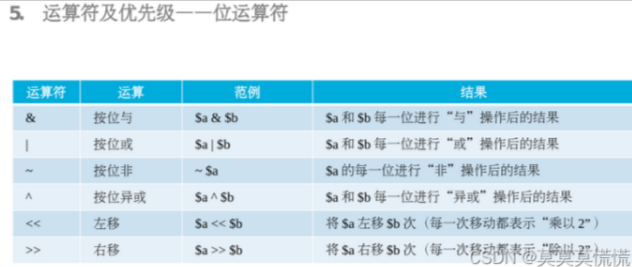 5. 运算符及优先级——位运算符
运算符 运算 范例 结果
& 按位与 $a & $b $a 和 $b 每一位进行“与”操作后的结果
| 按位或 $a | $b $a 和 $b 每一位进行“或”操作后的结果
~ 按位非 ~ $a $a 的每一位进行“非”操作后的结果
^ 按位异或 $a ^ $b $a 和 $b 每一位进行“异或”操作后的结果
<< 左移 $a << $b 将 $a 左移 $b 次（每一次移动都表示“乘以 2”）
>> 右移 $a >> $b 将 $a 右移 $b 次（每一次移动都表示“除以 2”）
CSDN @莫莫莫慌慌